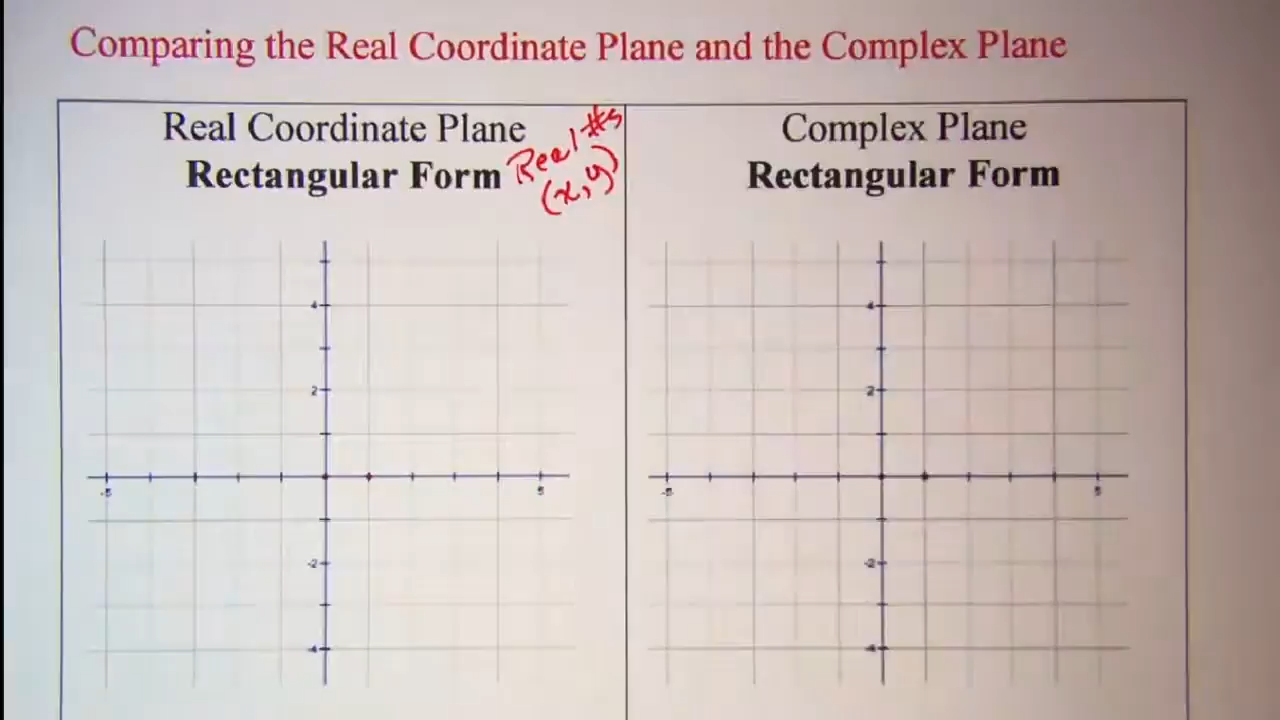 Comparing the Real Coordinate Plane and the Complex Plane
Real Coordinate Plane
Rectangular Form
Real #s
(x,y)
4
2
-5
5
-2
-4
Complex Plane
Rectangular Form
4
2
-5
5
-2
-4